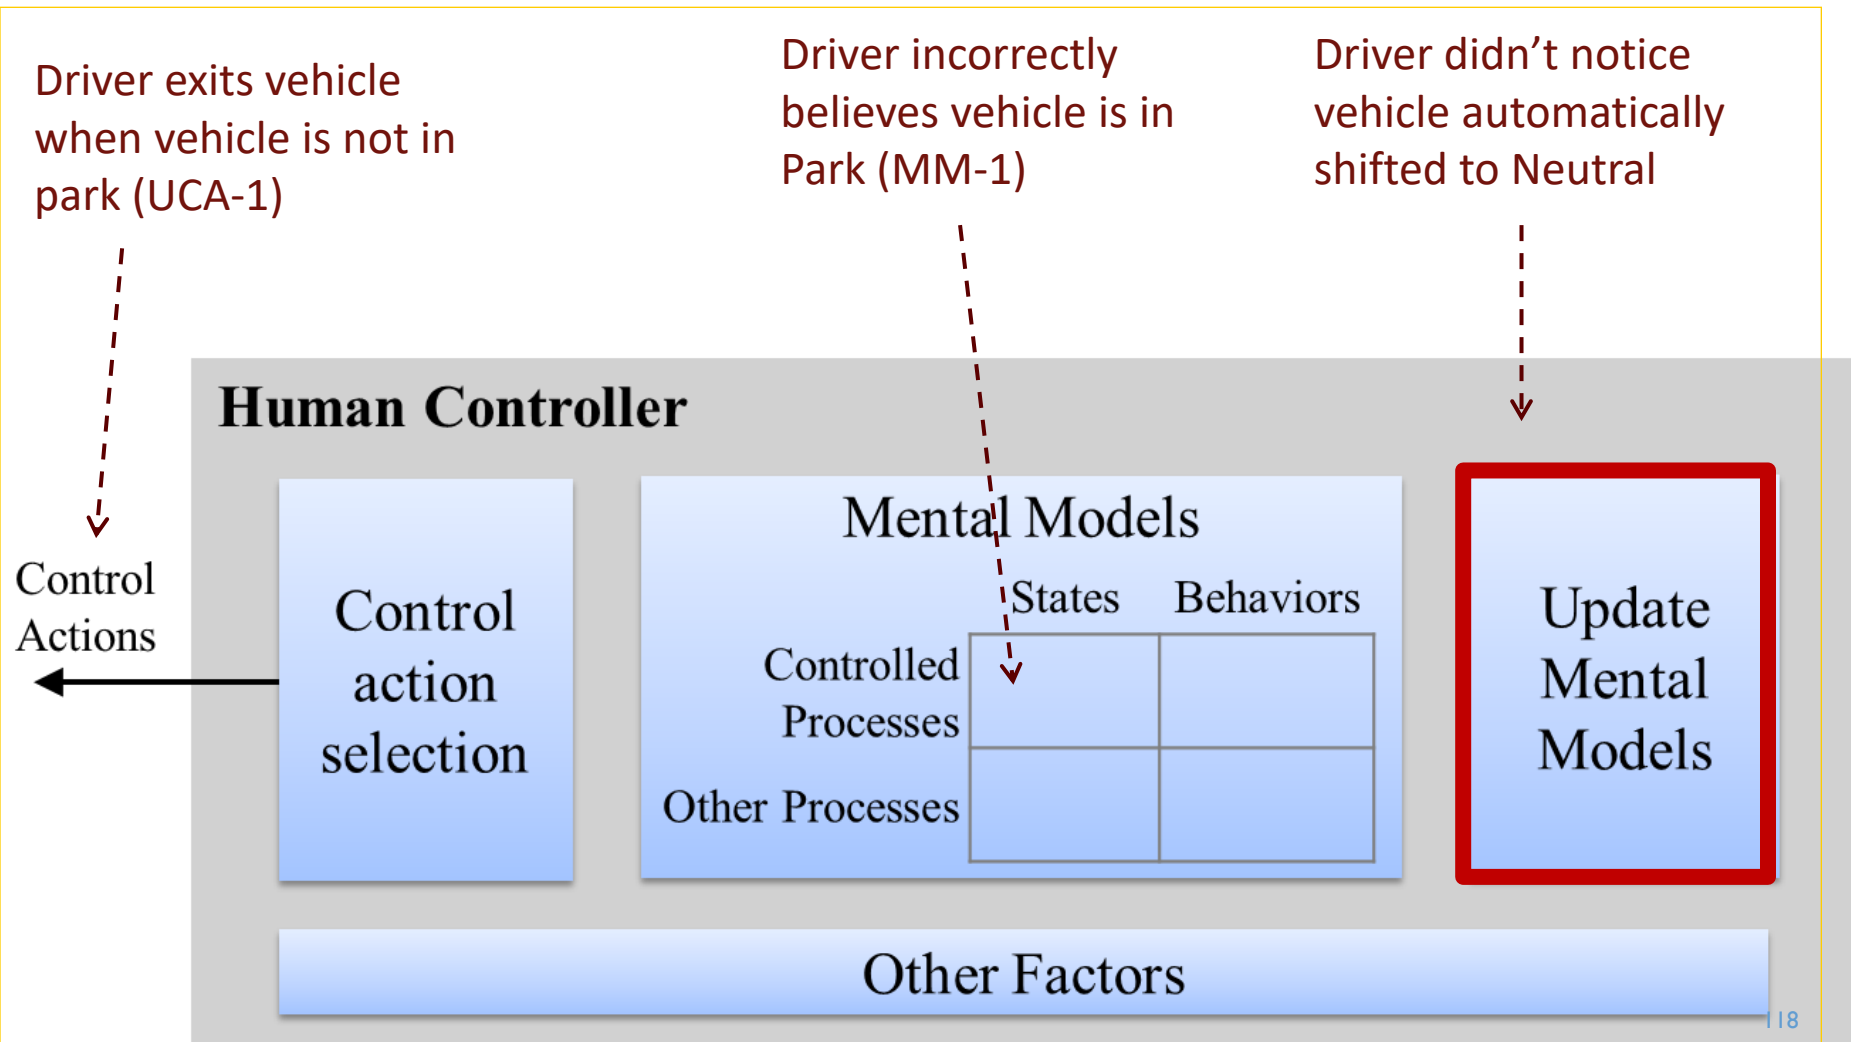 Driver exits vehicle
when vehicle is not in
park (UCA-1)
Driver incorrectly
believes vehicle is in
Park (MM-1)
Driver didn’t notice
vehicle automatically
shifted to Neutral
Human Controller
Control
Actions
Control
action
selection
Mental Models
States Behaviors
Controlled
Processes
Other Processes
Update
Mental
Models
Other Factors
118